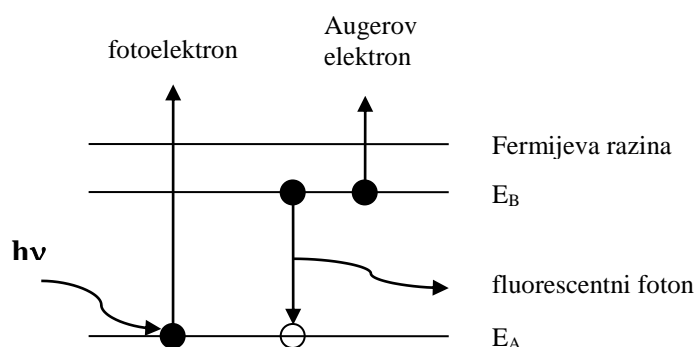 Augerov
elektron
fotoelektron
Fermijeva razina
E_B
hν
fluorescentni foton
E_A